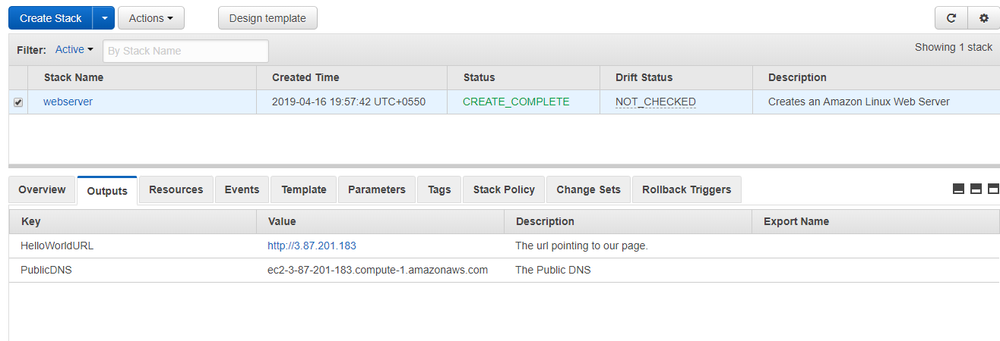 Create Stack Actions Design template
Filter: Active By Stack Name Showing 1 stack
Stack Name Created Time Status Drift Status Description
webserver 2019-04-16 19:57:42 UTC+0550 CREATE_COMPLETE NOT_CHECKED Creates an Amazon Linux Web Server
Overview Outputs Resources Events Template Parameters Tags Stack Policy Change Sets Rollback Triggers
Key Value Description Export Name
HelloWorldURL http://3.87.201.183 The url pointing to our page.
PublicDNS ec2-3-87-201-183.compute-1.amazonaws.com The Public DNS